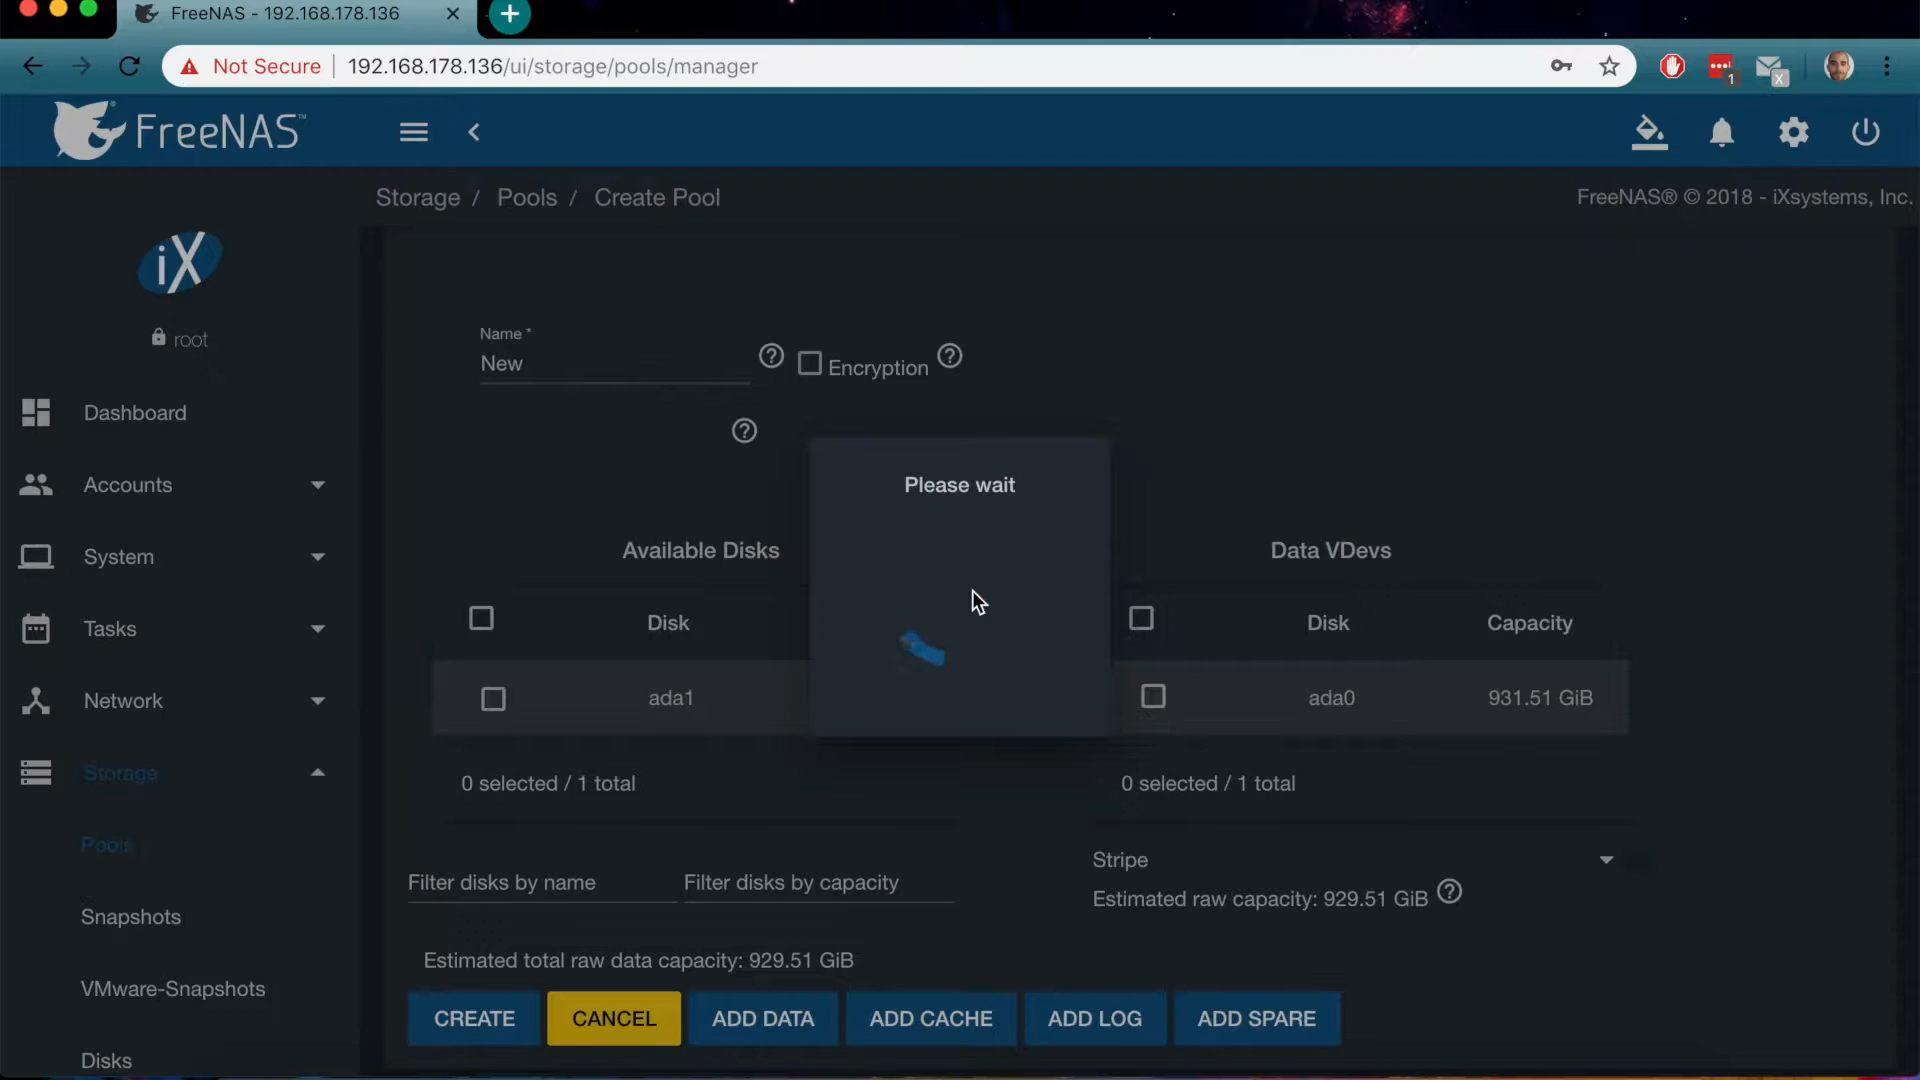 FreeNAS - 192.168.178.136
Not Secure
192.168.178.136/ui/storage/pools/manager
1
X
FreeNAS™
Storage / Pools / Create Pool
FreeNAS® © 2018 - iXsystems, Inc.
iX
root
Dashboard
Accounts
System
Tasks
Network
Storage
Pools
Snapshots
VMware-Snapshots
Disks
Name *
New
Encryption
Please wait
Available Disks
Disk
ada1
0 selected / 1 total
Filter disks by name
Filter disks by capacity
Data VDevs
Disk
Capacity
ada0
931.51 GiB
0 selected / 1 total
Stripe
Estimated raw capacity: 929.51 GiB
Estimated total raw data capacity: 929.51 GiB
CREATE
CANCEL
ADD DATA
ADD CACHE
ADD LOG
ADD SPARE